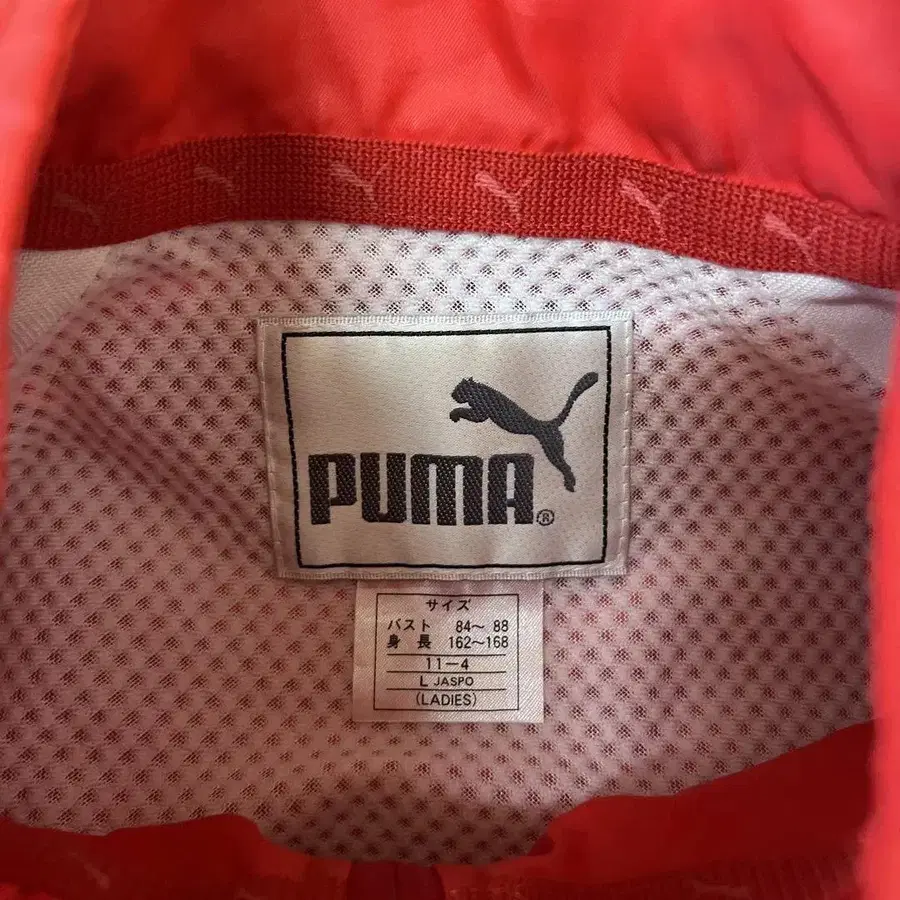 PUMA®
サイズ
バスト 84～ 88
身 長 162～168
11－4
L JASPO
(LADIES)